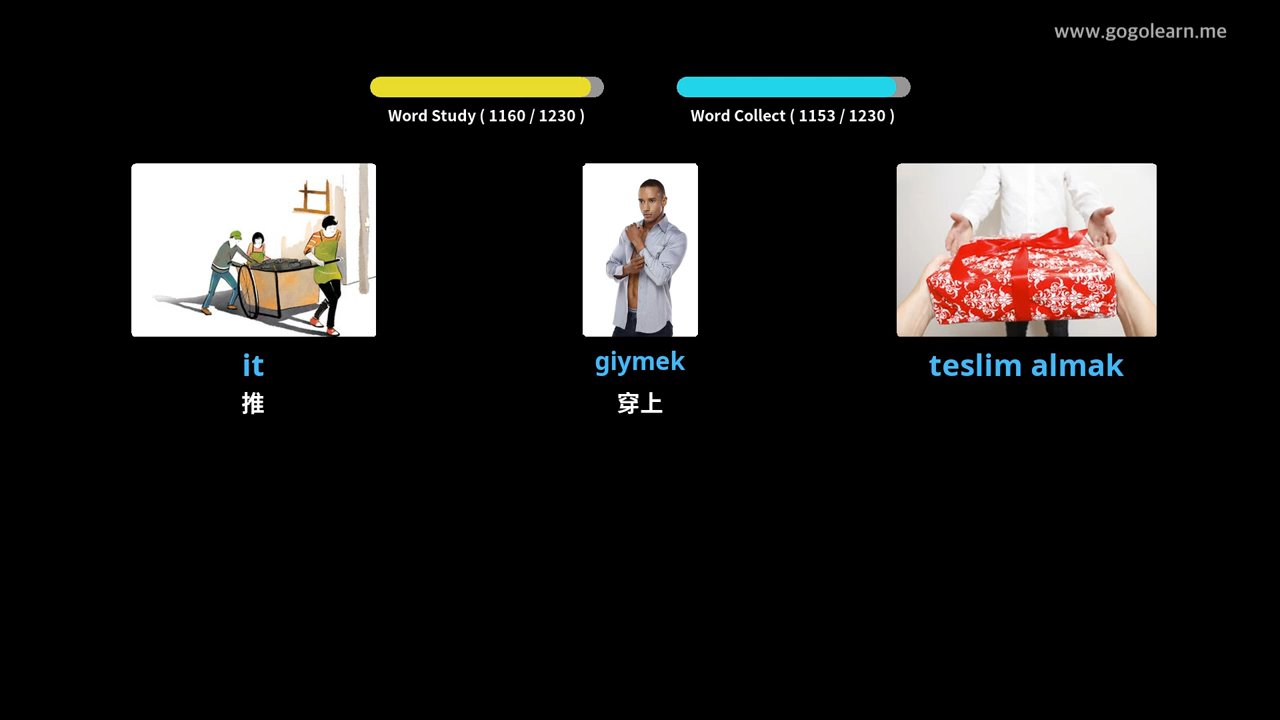 www.gogolearn.me
Word Study ( 1160 / 1230 )
Word Collect ( 1153 / 1230 )
it
giymek
teslim almak
推
穿上